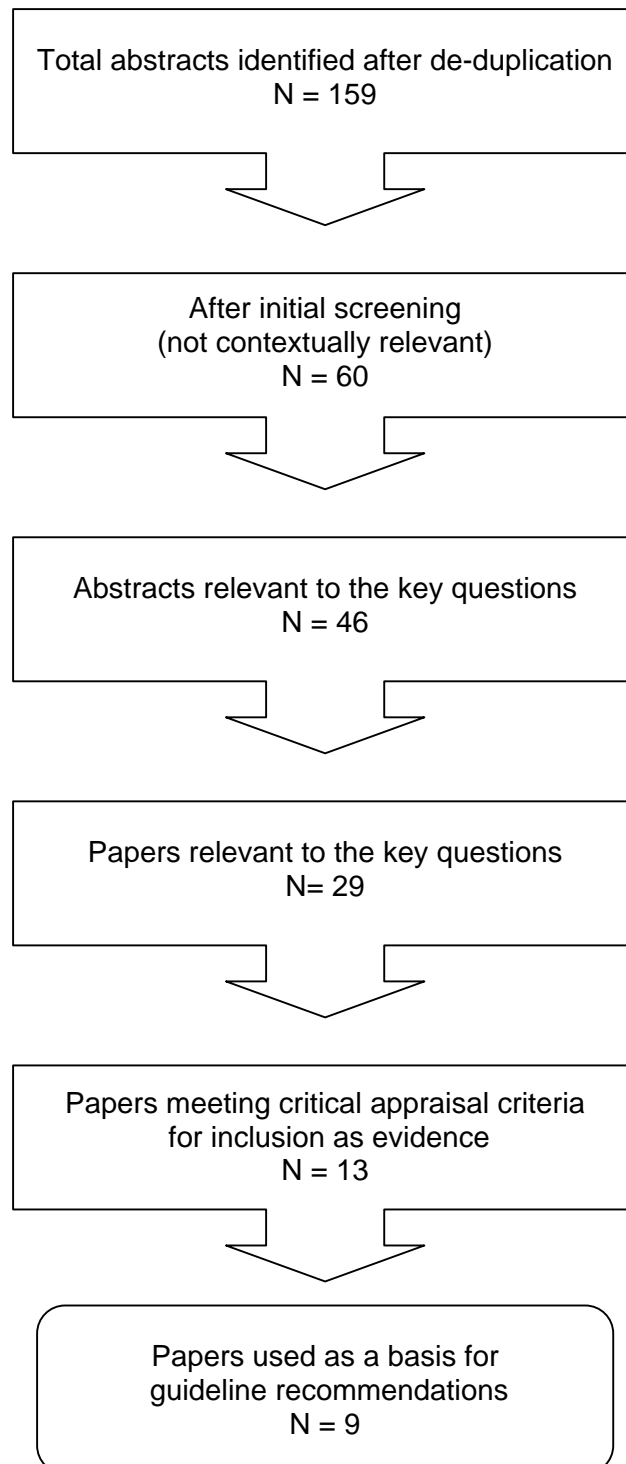 Total abstracts identified after de-duplication
N = 159
After initial screening
(not contextually relevant)
N = 60
Abstracts relevant to the key questions
N = 46
Papers relevant to the key questions
N= 29
Papers meeting critical appraisal criteria
for inclusion as evidence
N = 13
Papers used as a basis for
guideline recommendations
N = 9